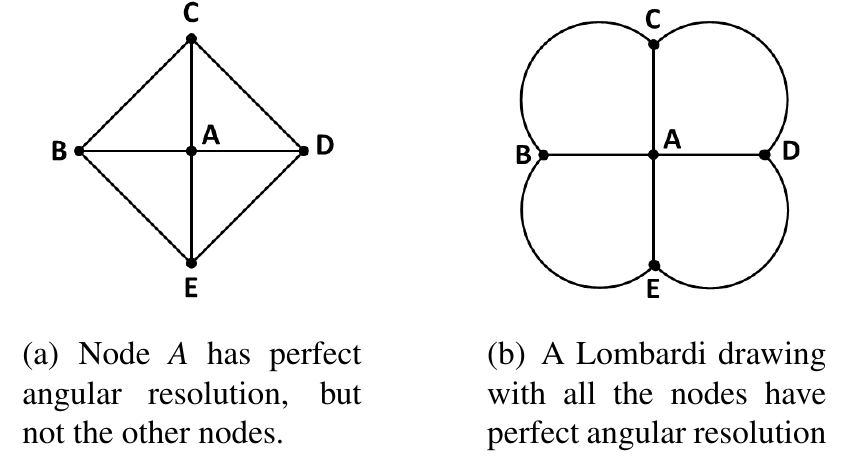 C
B
A
D
E
C
B
A
D
E
(a) Node A has perfect
angular resolution, but
not the other nodes.
(b) A Lombardi drawing
with all the nodes have
perfect angular resolution